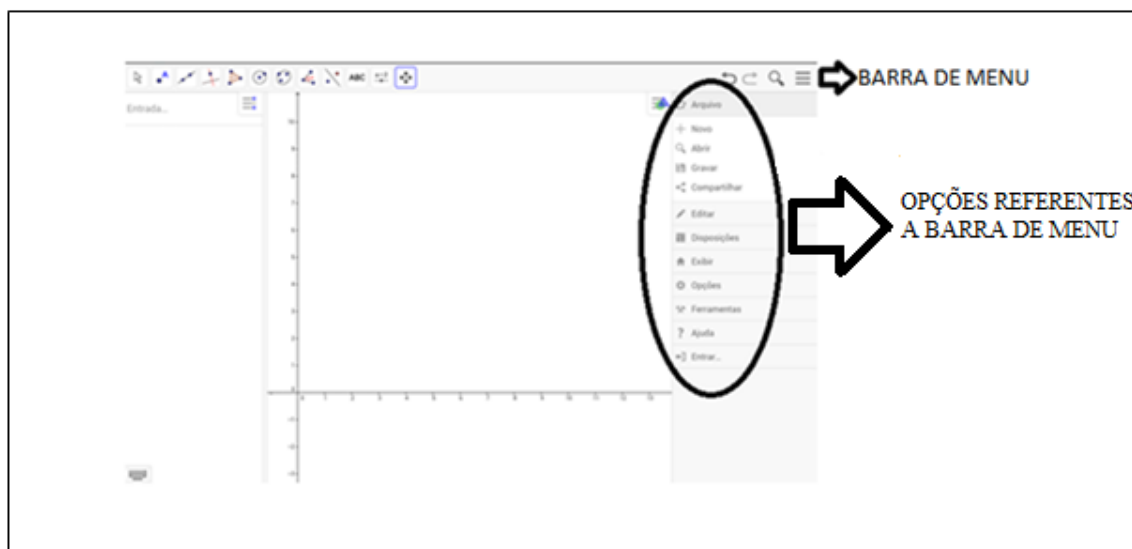 ABC
BARRA DE MENU
Entrada...
Arquivo
Novo
Abrir
Gravar
Compartilhar
Editar
Disposições
Exibir
Opções
Ferramentas
Ajuda
Entrar...
OPÇÕES REFERENTES
A BARRA DE MENU